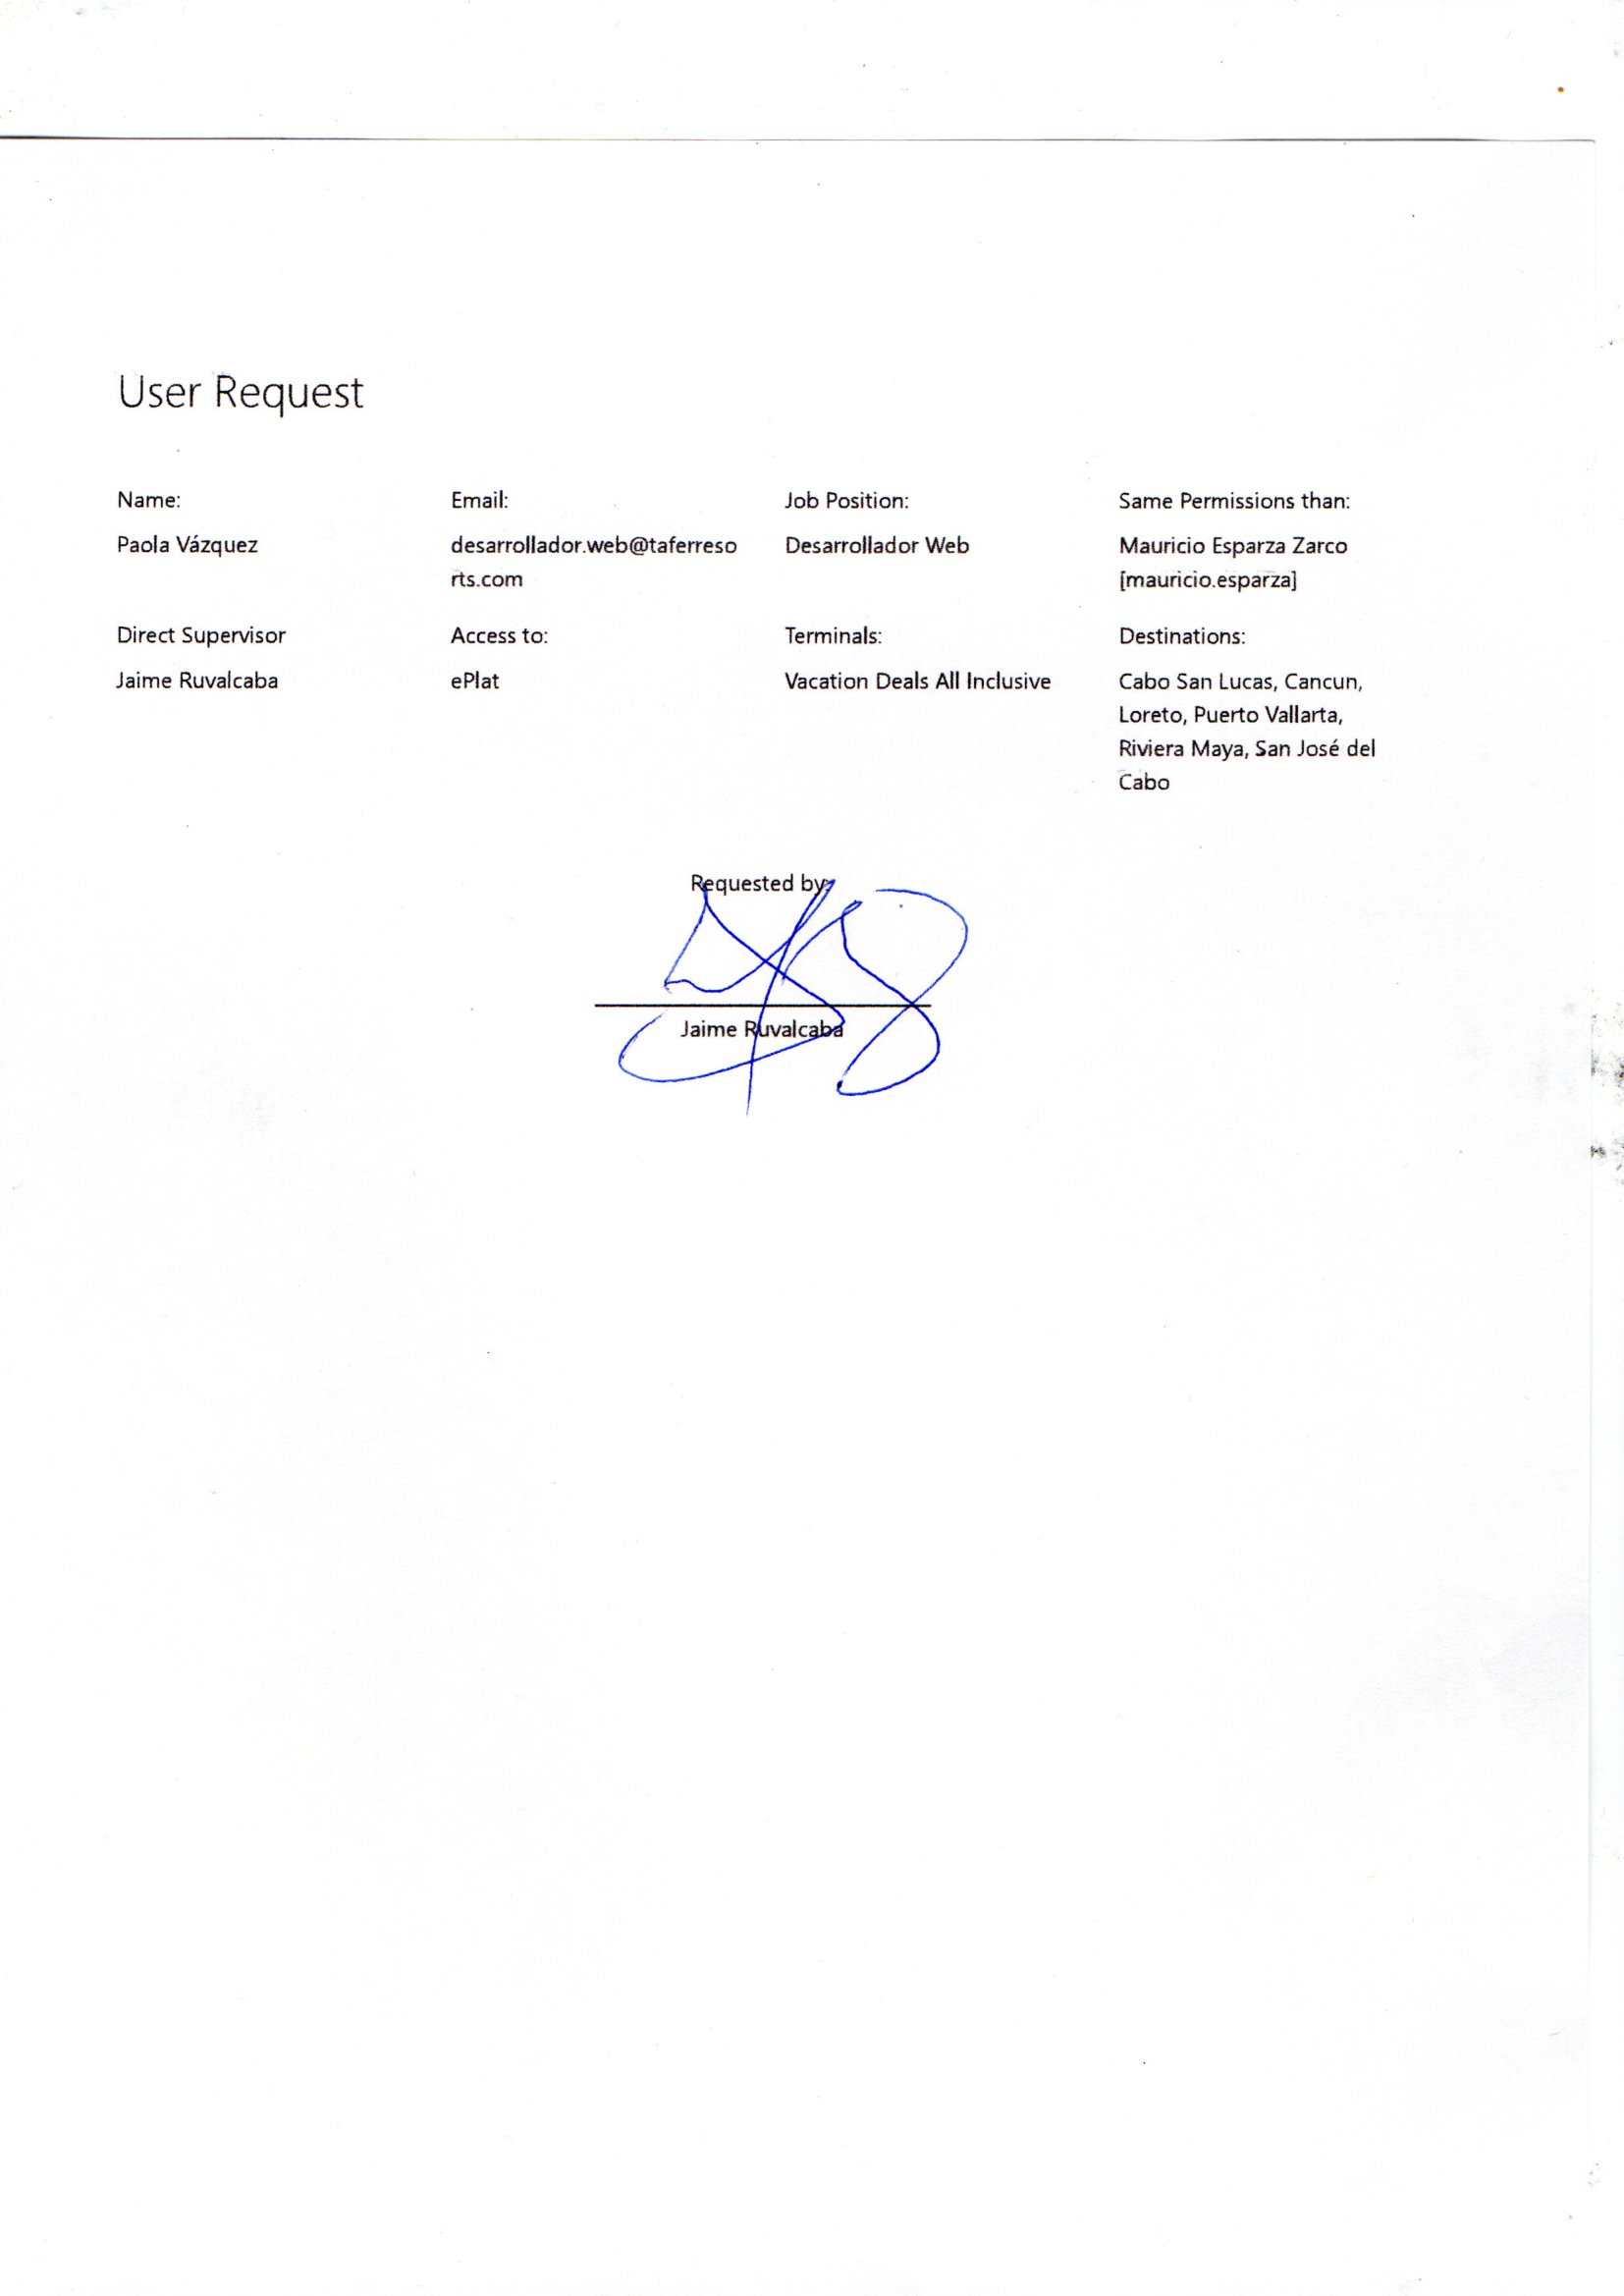 User Request
Name:
Email:
Job Position:
Same Permissions than:
Paola Vázquez
desarrollador.web@taferreso
rts.com
Desarrollador Web
Mauricio Esparza Zarco
[mauricio.esparza]
Direct Supervisor
Access to:
Terminals:
Destinations:
Jaime Ruvalcaba
ePlat
Vacation Deals All Inclusive
Cabo San Lucas, Cancun,
Loreto, Puerto Vallarta,
Riviera Maya, San José del
Cabo
Requested by:
Jaime Ruvalcaba